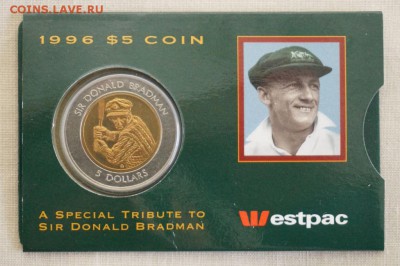 COINS.LAVE.RU
1996 $5 COIN
SIR DONALD BRADMAN
5 DOLLARS
A SPECIAL TRIBUTE TO
SIR DONALD BRADMAN
Westpac